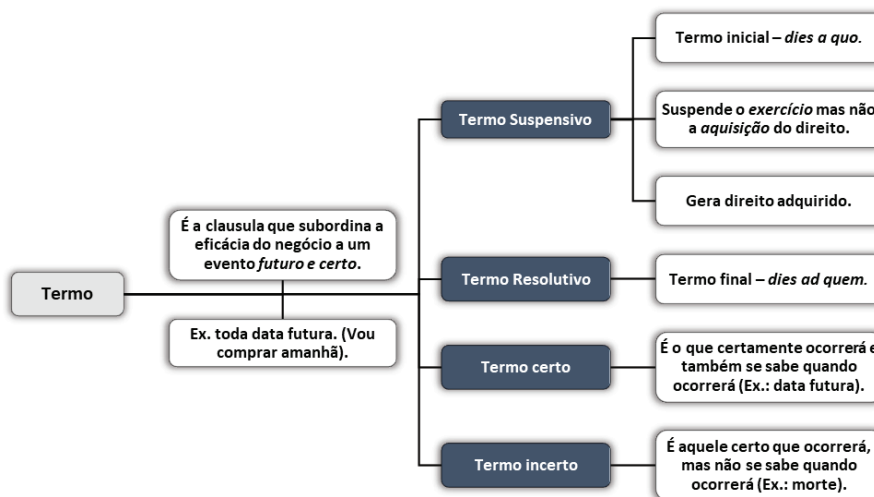 Termo
É a clausula que subordina a
eficácia do negócio a um
evento futuro e certo.
Ex. toda data futura. (Vou
comprar amanhã).
Termo Suspensivo
Termo inicial – dies a quo.
Suspende o exercício mas não
a aquisição do direito.
Gera direito adquirido.
Termo Resolutivo
Termo final – dies ad quem.
Termo certo
É o que certamente ocorrerá e
também se sabe quando
ocorrerá (Ex.: data futura).
Termo incerto
É aquele certo que ocorrerá,
mas não se sabe quando
ocorrerá (Ex.: morte).